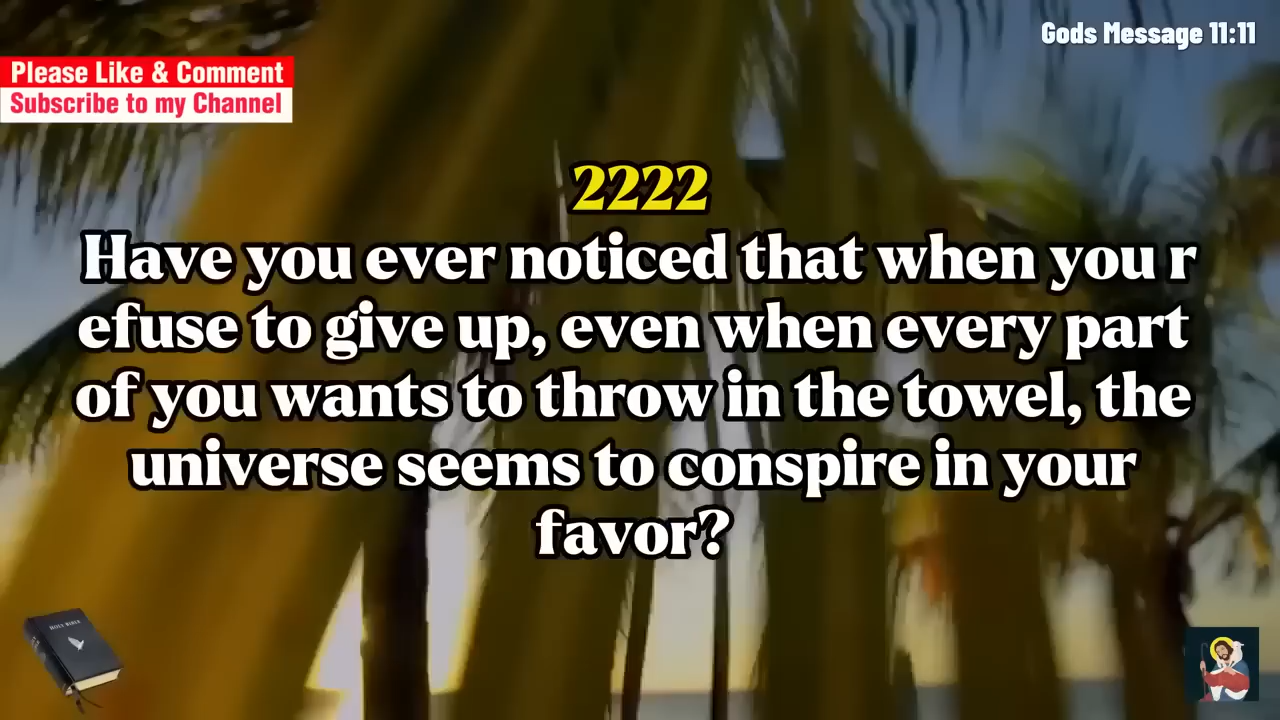 Gods Message 11:11
Please Like & Comment
Subscribe to my Channel
2222
Have you ever noticed that when you r
efuse to give up, even when every part
of you wants to throw in the towel, the
universe seems to conspire in your
favor?
HOLY BIBLE